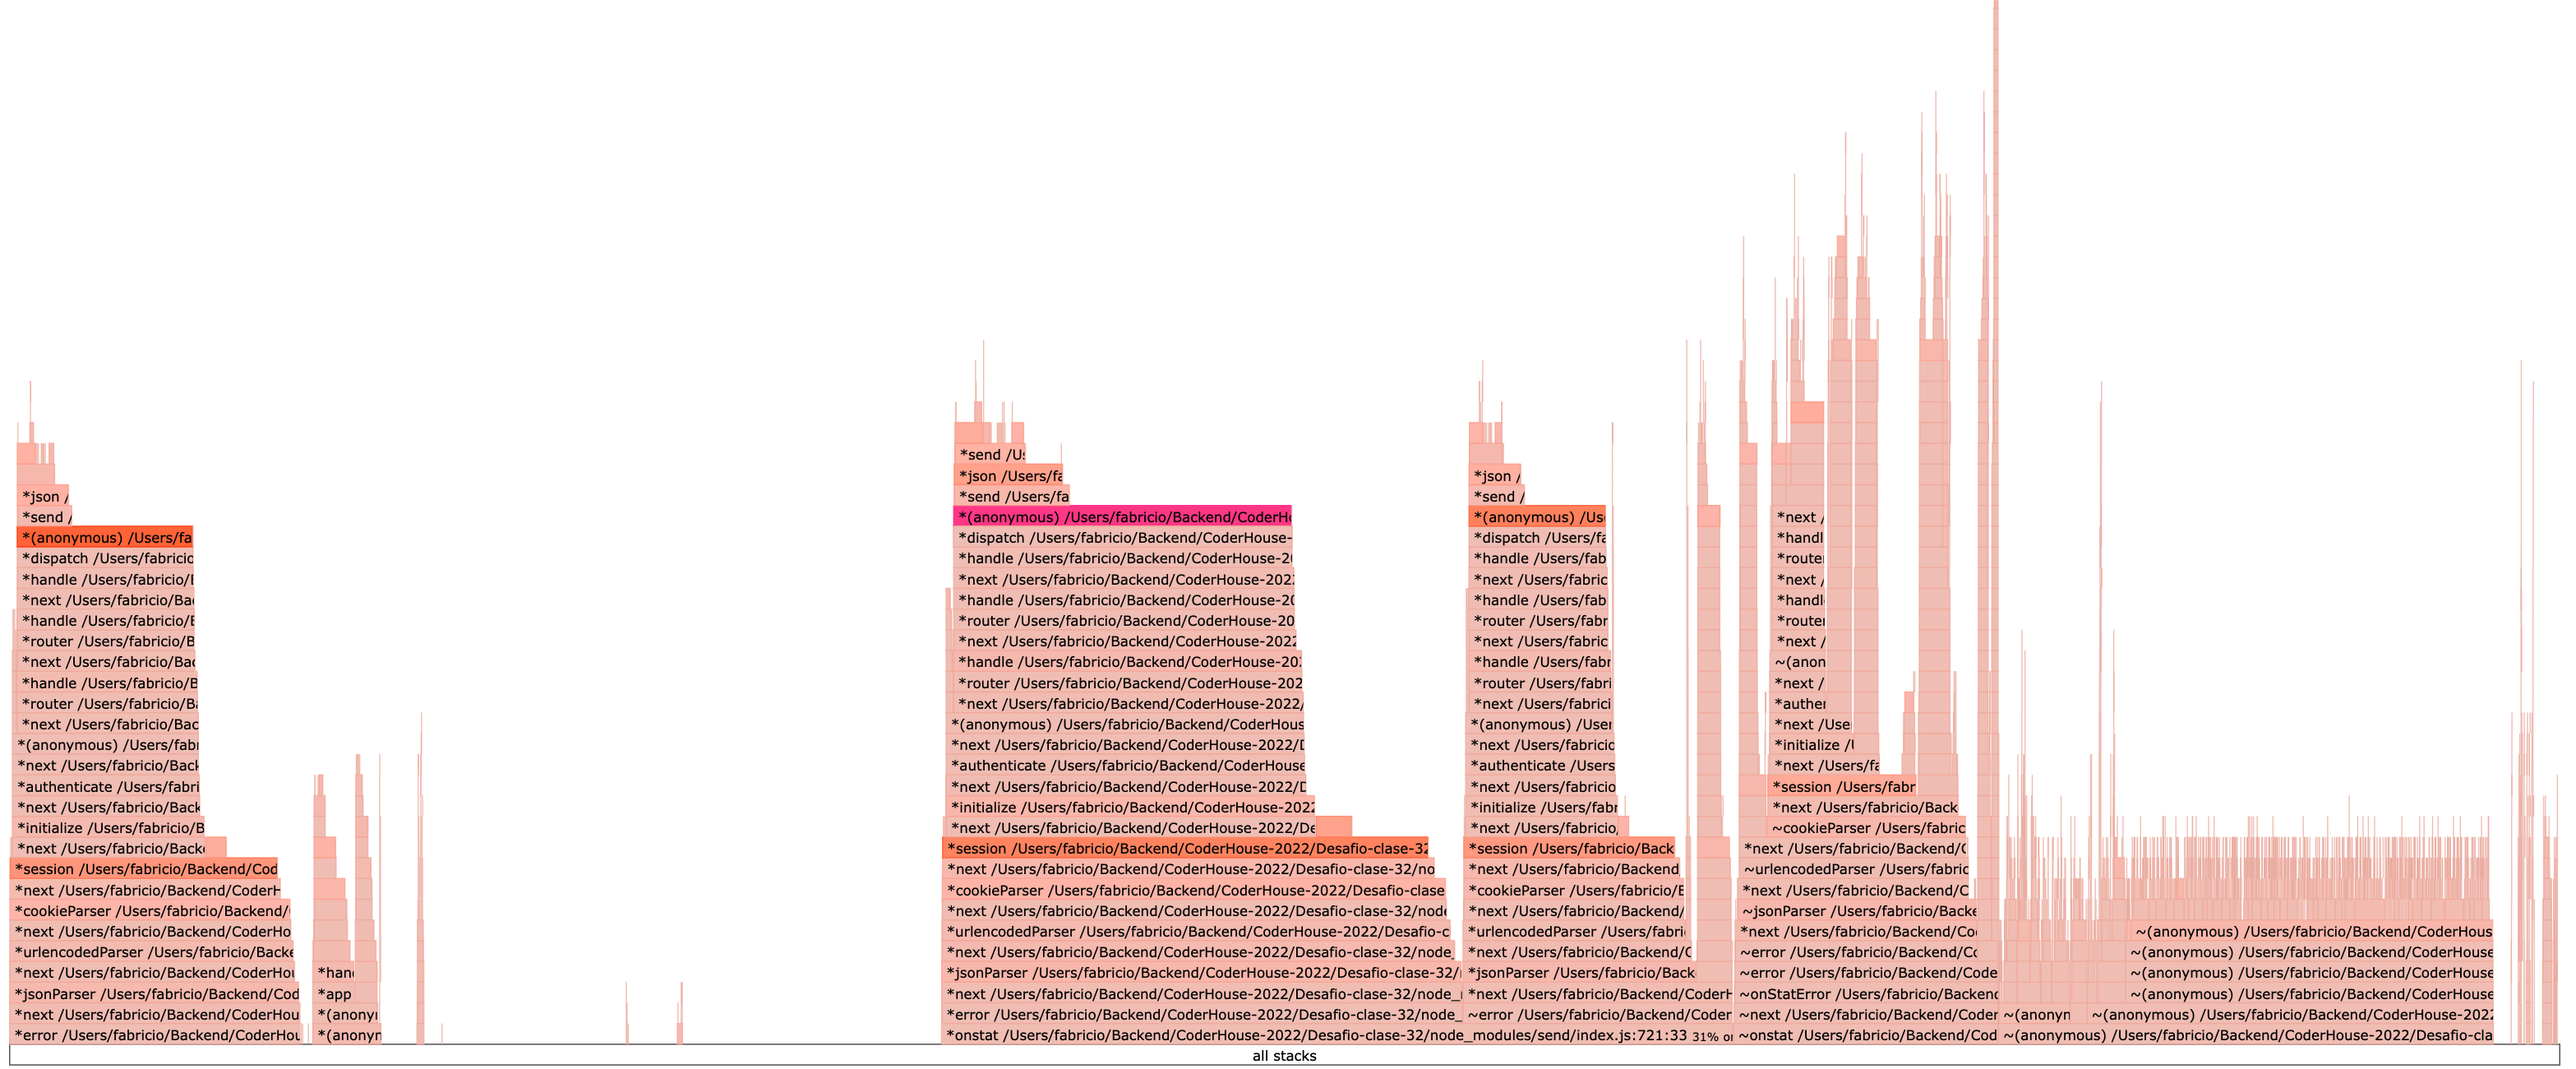 *send /Us
*json /Users/fa
*json /
*json /
*send /Users/fa
*send /
*send /
*(anonymous) /Users/fabricio/Backend/CoderHo
*(anonymous) /Use
*next /
*(anonymous) /Users/fa
*dispatch /Users/fabricio/Backend/CoderHouse-
*dispatch /Users/fa
*handl
*dispatch /Users/fabricio
*handle /Users/fabricio/Backend/CoderHouse-20
*handle /Users/fab
*route
*handle /Users/fabricio/B
*next /Users/fabricio/Backend/CoderHouse-2022
*next /Users/fabric
*next /
*next /Users/fabricio/Bac
*handle /Users/fabricio/Backend/CoderHouse-20
*handle /Users/fab
*handl
*handle /Users/fabricio/B
*router /Users/fabricio/Backend/CoderHouse-20
*router /Users/fabr
*router
*router /Users/fabricio/B
*next /Users/fabricio/Backend/CoderHouse-2022
*next /Users/fabric
*next /
*next /Users/fabricio/Bac
*handle /Users/fabricio/Backend/CoderHouse-202
*handle /Users/fabr
~(anon
*handle /Users/fabricio/B
*router /Users/fabricio/Backend/CoderHouse-202
*router /Users/fabri
*next /
*router /Users/fabricio/Ba
*next /Users/fabricio/Backend/CoderHouse-2022/
*next /Users/fabrici
*auther
*next /Users/fabricio/Bac
*(anonymous) /Users/fabricio/Backend/CoderHous
*(anonymous) /User
*next /Use
*(anonymous) /Users/fabr
*next /Users/fabricio/Backend/CoderHouse-2022/D
*next /Users/fabricio
*initialize /U
*next /Users/fabricio/Back
*authenticate /Users/fabricio/Backend/CoderHouse
*authenticate /Users
*next /Users/fa
*authenticate /Users/fabri
*next /Users/fabricio/Backend/CoderHouse-2022/D
*next /Users/fabricio
*session /Users/fabr
*next /Users/fabricio/Back
*initialize /Users/fabricio/Backend/CoderHouse-2022
*initialize /Users/fabr
*next /Users/fabricio/Back
*initialize /Users/fabricio/B
*next /Users/fabricio/Backend/CoderHouse-2022/De
*next /Users/fabricio/
~cookieParser /Users/fabric
*next /Users/fabricio/Backe
*session /Users/fabricio/Backend/CoderHouse-2022/Desafio-clase-32
*session /Users/fabricio/Back
*next /Users/fabricio/Backend/C
*session /Users/fabricio/Backend/Cod
*next /Users/fabricio/Backend/CoderHouse-2022/Desafio-clase-32/no
*next /Users/fabricio/Backend
~urlencodedParser /Users/fabric
*next /Users/fabricio/Backend/CoderH
*cookieParser /Users/fabricio/Backend/CoderHouse-2022/Desafio-clase
*cookieParser /Users/fabricio/B
*next /Users/fabricio/Backend/C
*cookieParser /Users/fabricio/Backend/
*next /Users/fabricio/Backend/CoderHouse-2022/Desafio-clase-32/node
*next /Users/fabricio/Backend/
~jsonParser /Users/fabricio/Backe
*next /Users/fabricio/Backend/CoderHo
*urlencodedParser /Users/fabricio/Backend/CoderHouse-2022/Desafio-c
*urlencodedParser /Users/fabri
*next /Users/fabricio/Backend/Co
~(anonymous) /Users/fabricio/Backend/CoderHous
*urlencodedParser /Users/fabricio/Backe
*next /Users/fabricio/Backend/CoderHouse-2022/Desafio-clase-32/node_
*next /Users/fabricio/Backend/C
~error /Users/fabricio/Backend/Co
~(anonymous) /Users/fabricio/Backend/CoderHouse
*next /Users/fabricio/Backend/CoderHou
*han
*jsonParser /Users/fabricio/Backend/CoderHouse-2022/Desafio-clase-32/
*jsonParser /Users/fabricio/Back
~error /Users/fabricio/Backend/Code
~(anonymous) /Users/fabricio/Backend/CoderHouse
*jsonParser /Users/fabricio/Backend/Cod
*app
*next /Users/fabricio/Backend/CoderHouse-2022/Desafio-clase-32/node_
*next /Users/fabricio/Backend/CoderH
~onStatError /Users/fabricio/Backend
~(anonymous) /Users/fabricio/Backend/CoderHouse
*next /Users/fabricio/Backend/CoderHou
*(anony
*error /Users/fabricio/Backend/CoderHouse-2022/Desafio-clase-32/node_
~error /Users/fabricio/Backend/Coder
~next /Users/fabricio/Backend/Coder
~(anonyn
~(anonymous) /Users/fabricio/Backend/CoderHouse-202
*error /Users/fabricio/Backend/CoderHou
*(anonyn
*onstat /Users/fabricio/Backend/CoderHouse-2022/Desafio-clase-32/node_modules/send/index.js:721:33 31% o
~onstat /Users/fabricio/Backend/Cod
~(anonymous) /Users/fabricio/Backend/CoderHouse-2022/Desafio-cla
all stacks